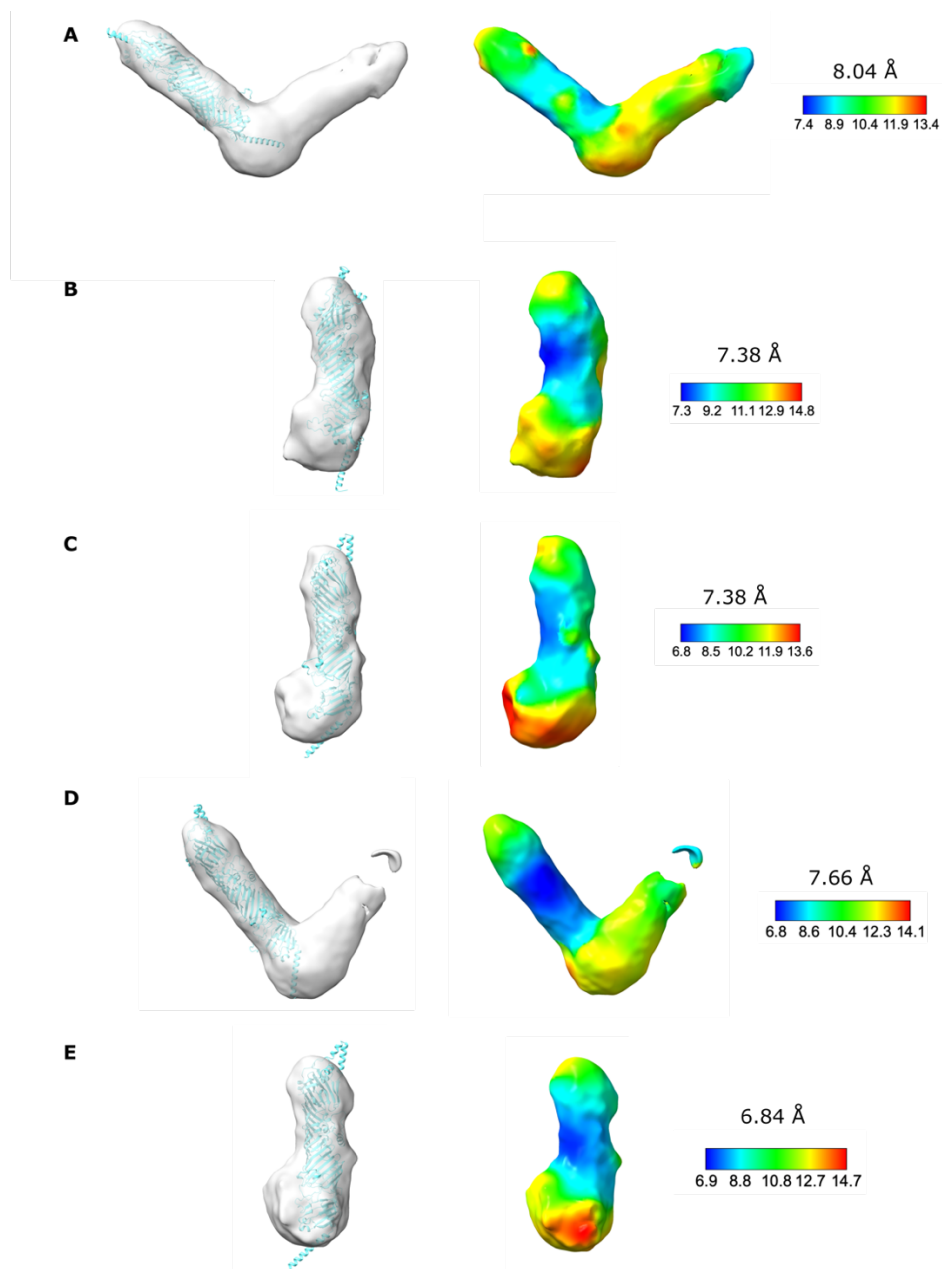 A
8.04 Å
7.4 8.9 10.4 11.9 13.4
B
7.38 Å
7.3 9.2 11.1 12.9 14.8
C
7.38 Å
6.8 8.5 10.2 11.9 13.6
D
7.66 Å
6.8 8.6 10.4 12.3 14.1
E
6.84 Å
6.9 8.8 10.8 12.7 14.7